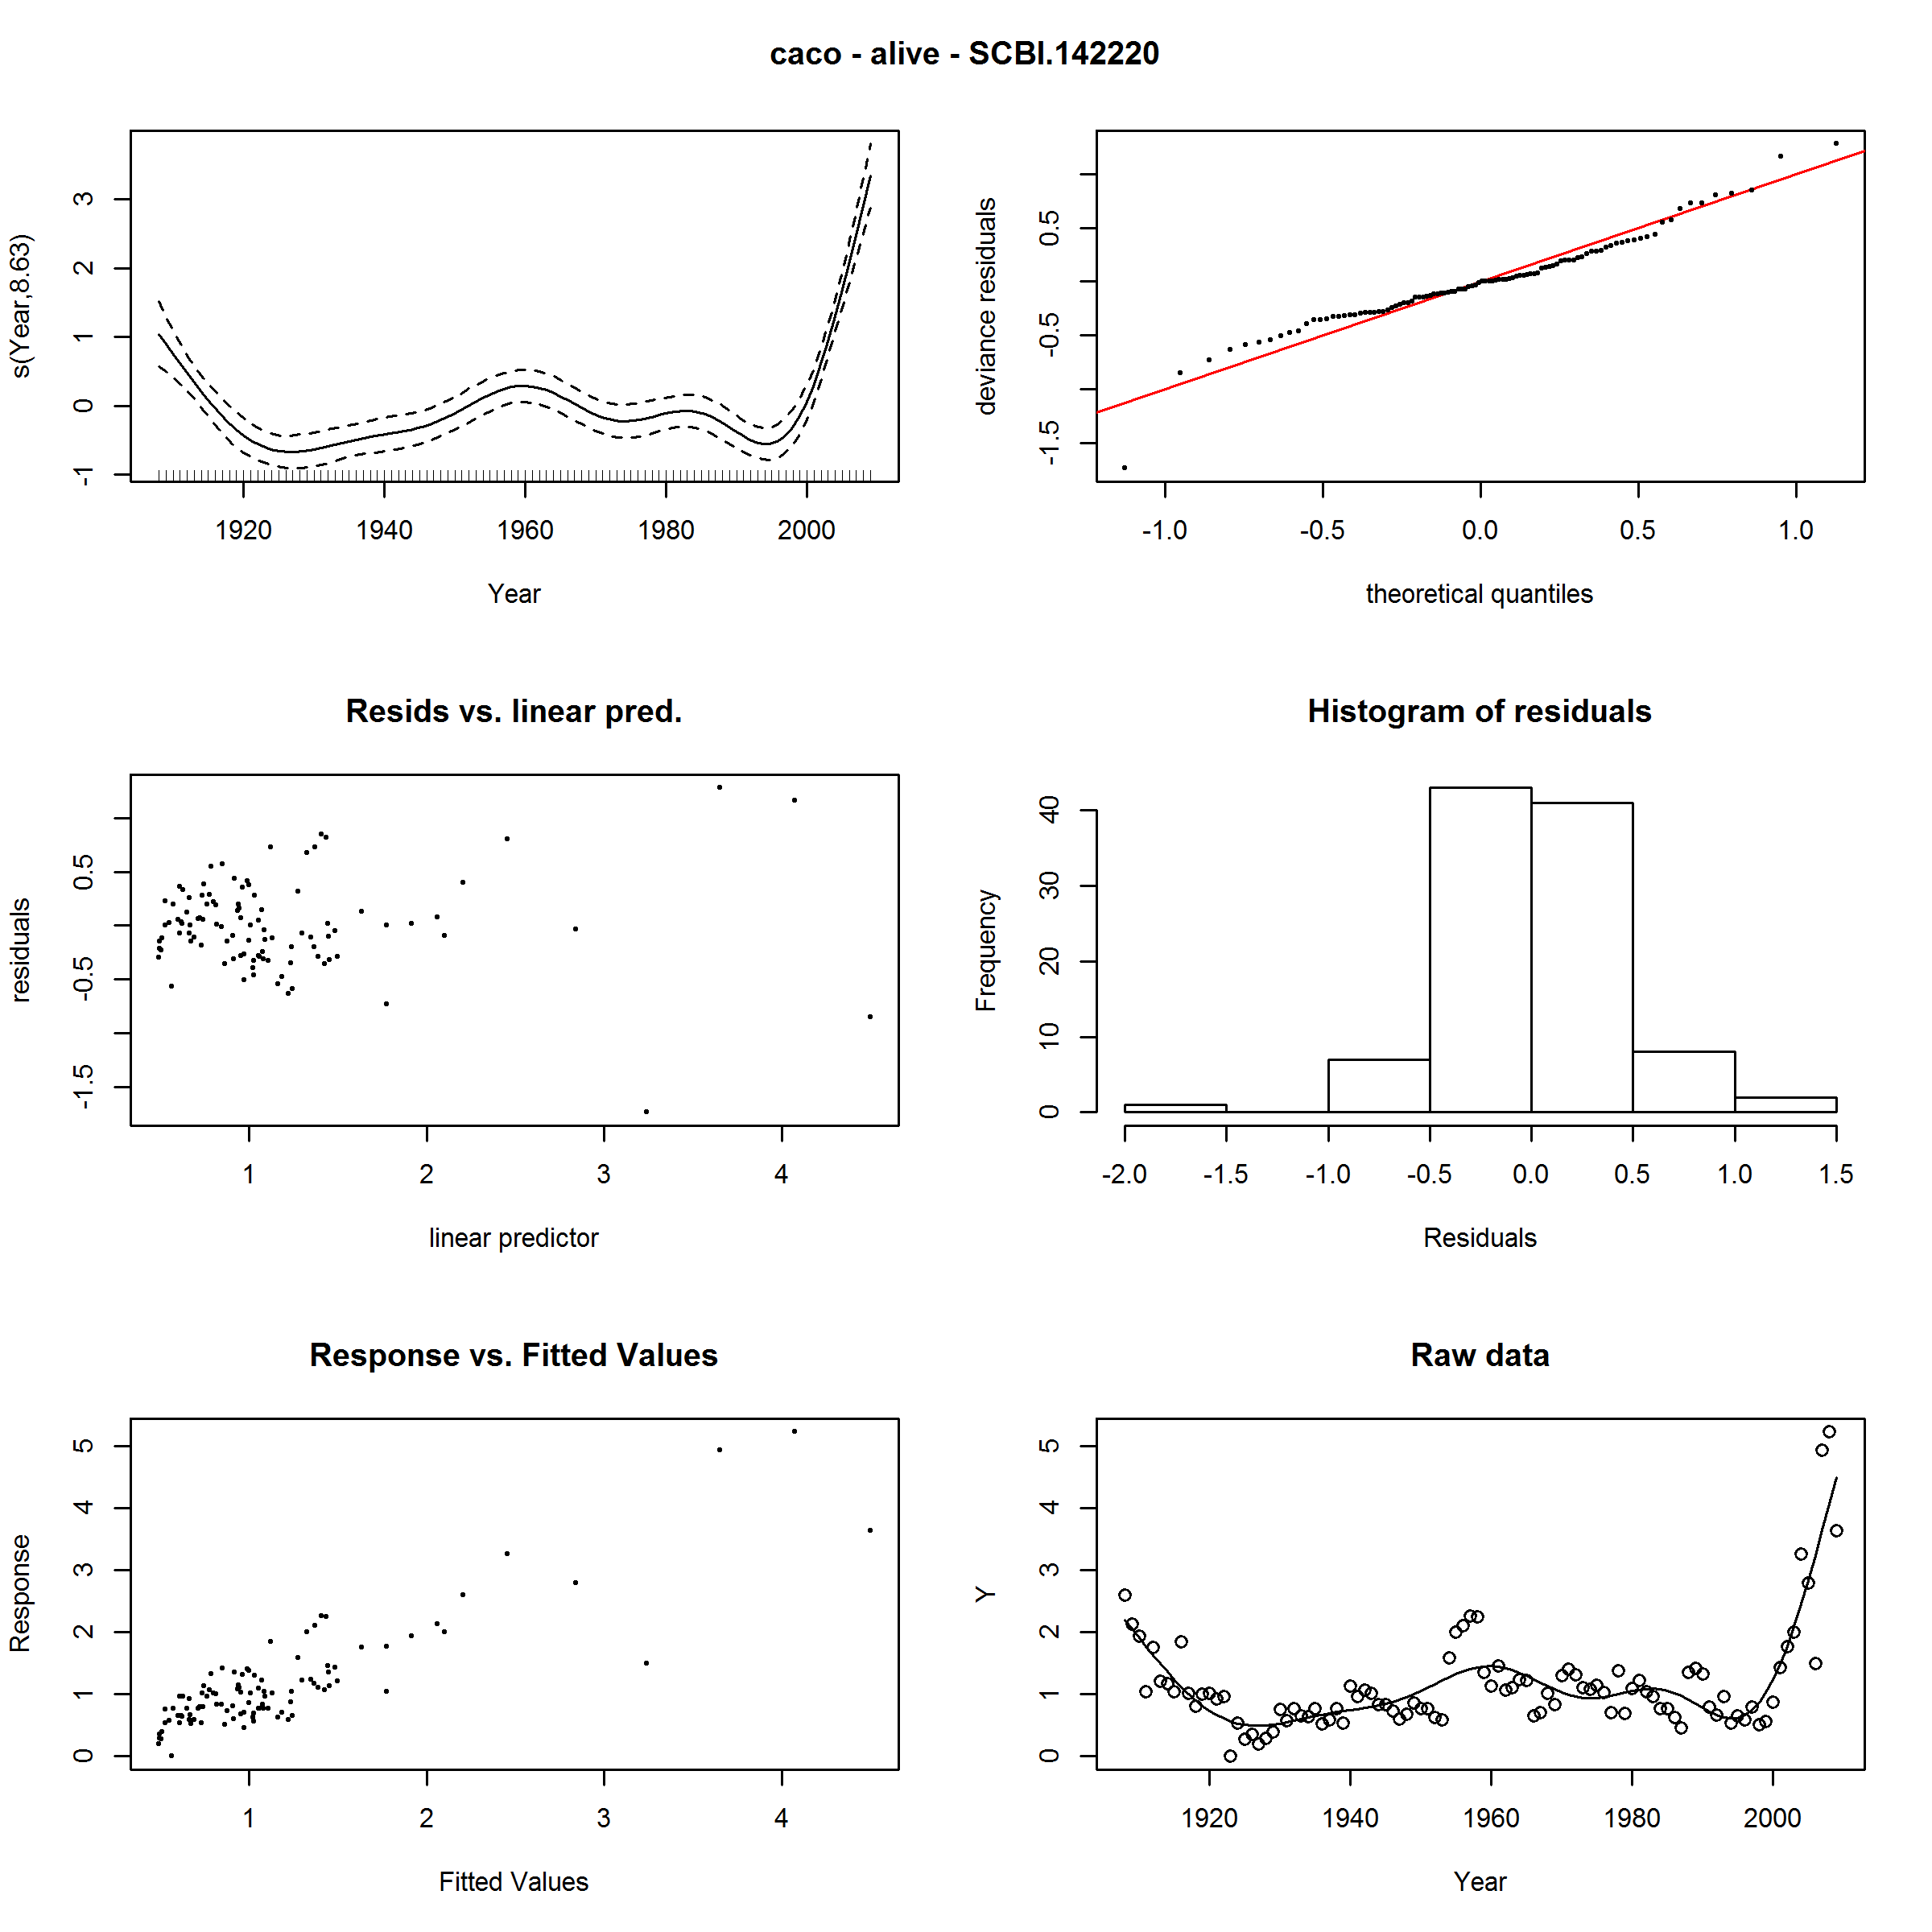 caco - alive - SCBI.142220
s(Year,8.63)
3
2
1
0
-1
1920 1940 1960 1980 2000
Year
deviance residuals
0.5
-0.5
-1.5
-1.0 -0.5 0.0 0.5 1.0
theoretical quantiles
Resids vs. linear pred.
residuals
0.5
-0.5
-1.5
1 2 3 4
linear predictor
Histogram of residuals
Frequency
40
30
20
10
0
-2.0 -1.5 -1.0 -0.5 0.0 0.5 1.0 1.5
Residuals
Response vs. Fitted Values
Response
5
4
3
2
1
0
1 2 3 4
Fitted Values
Raw data
Y
5
4
3
2
1
0
1920 1940 1960 1980 2000
Year